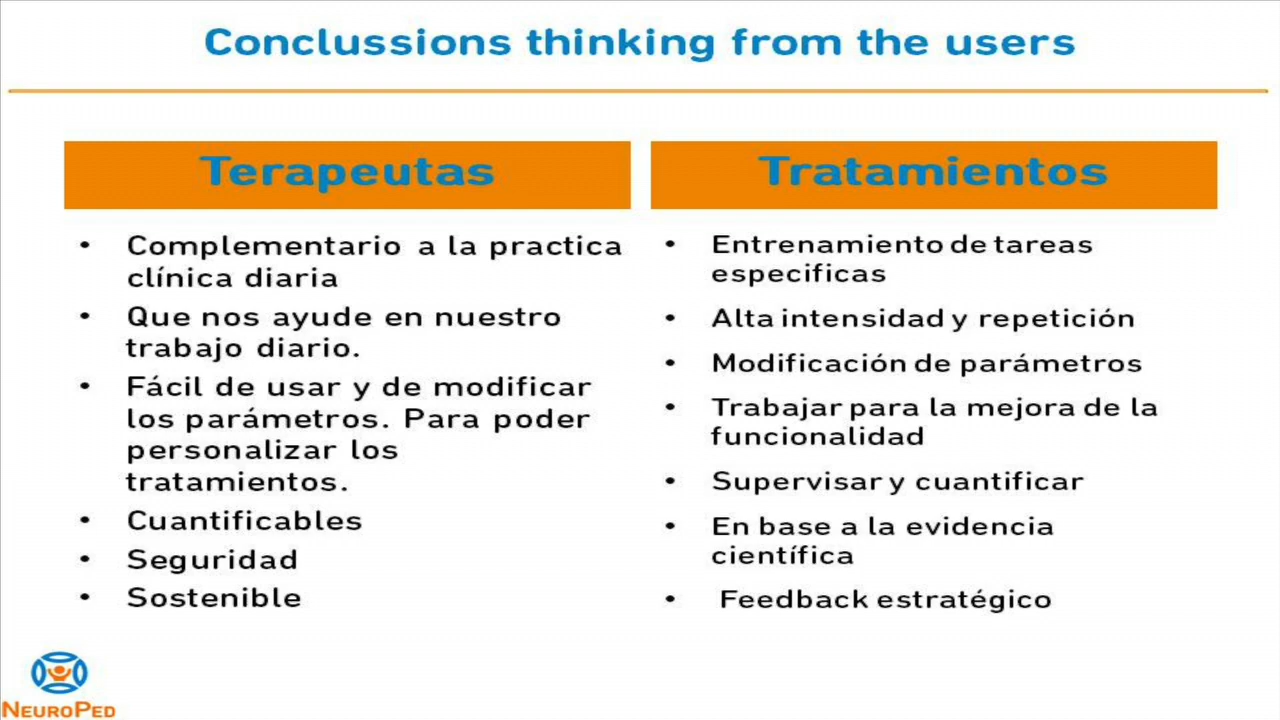 Conclussions thinking from the users
Terapeutas
• Complementario a la practica
clínica diaria
• Que nos ayude en nuestro
trabajo diario.
• Fácil de usar y de modificar
los parámetros. Para poder
personalizar los
tratamientos.
• Cuantificables
• Seguridad
• Sostenible
Tratamientos
• Entrenamiento de tareas
especificas
• Alta intensidad y repetición
• Modificación de parámetros
• Trabajar para la mejora de la
funcionalidad
• Supervisar y cuantificar
• En base a la evidencia
científica
• Feedback estratégico
NEUROPED